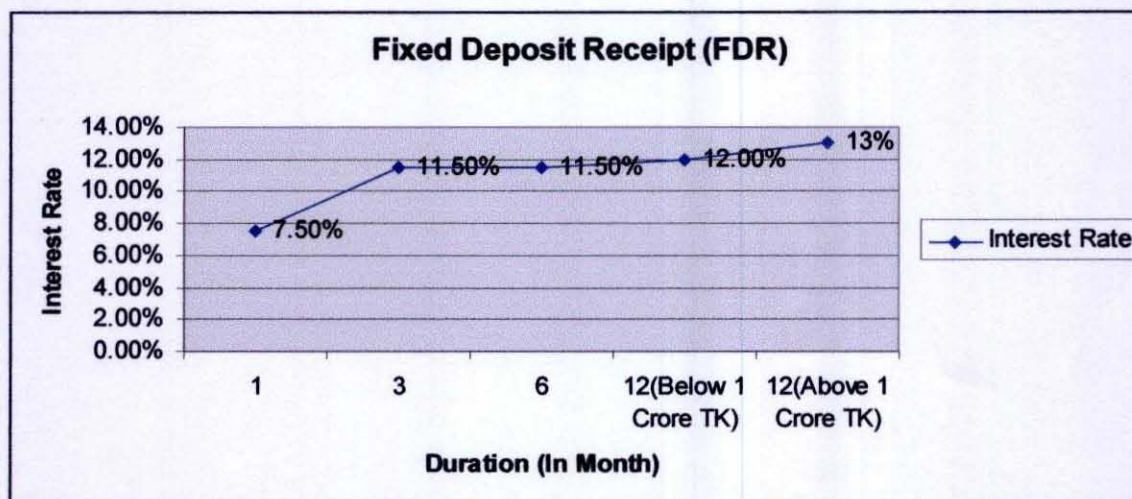 Fixed Deposit Receipt (FDR)
14.00%
12.00%
10.00%
8.00%
6.00%
4.00%
2.00%
0.00%
Interest Rate
7.50%
11.50%
11.50%
12.00%
13%
Interest Rate
1
3
6
12(Below 1
Crore TK)
12(Above 1
Crore TK)
Duration (In Month)